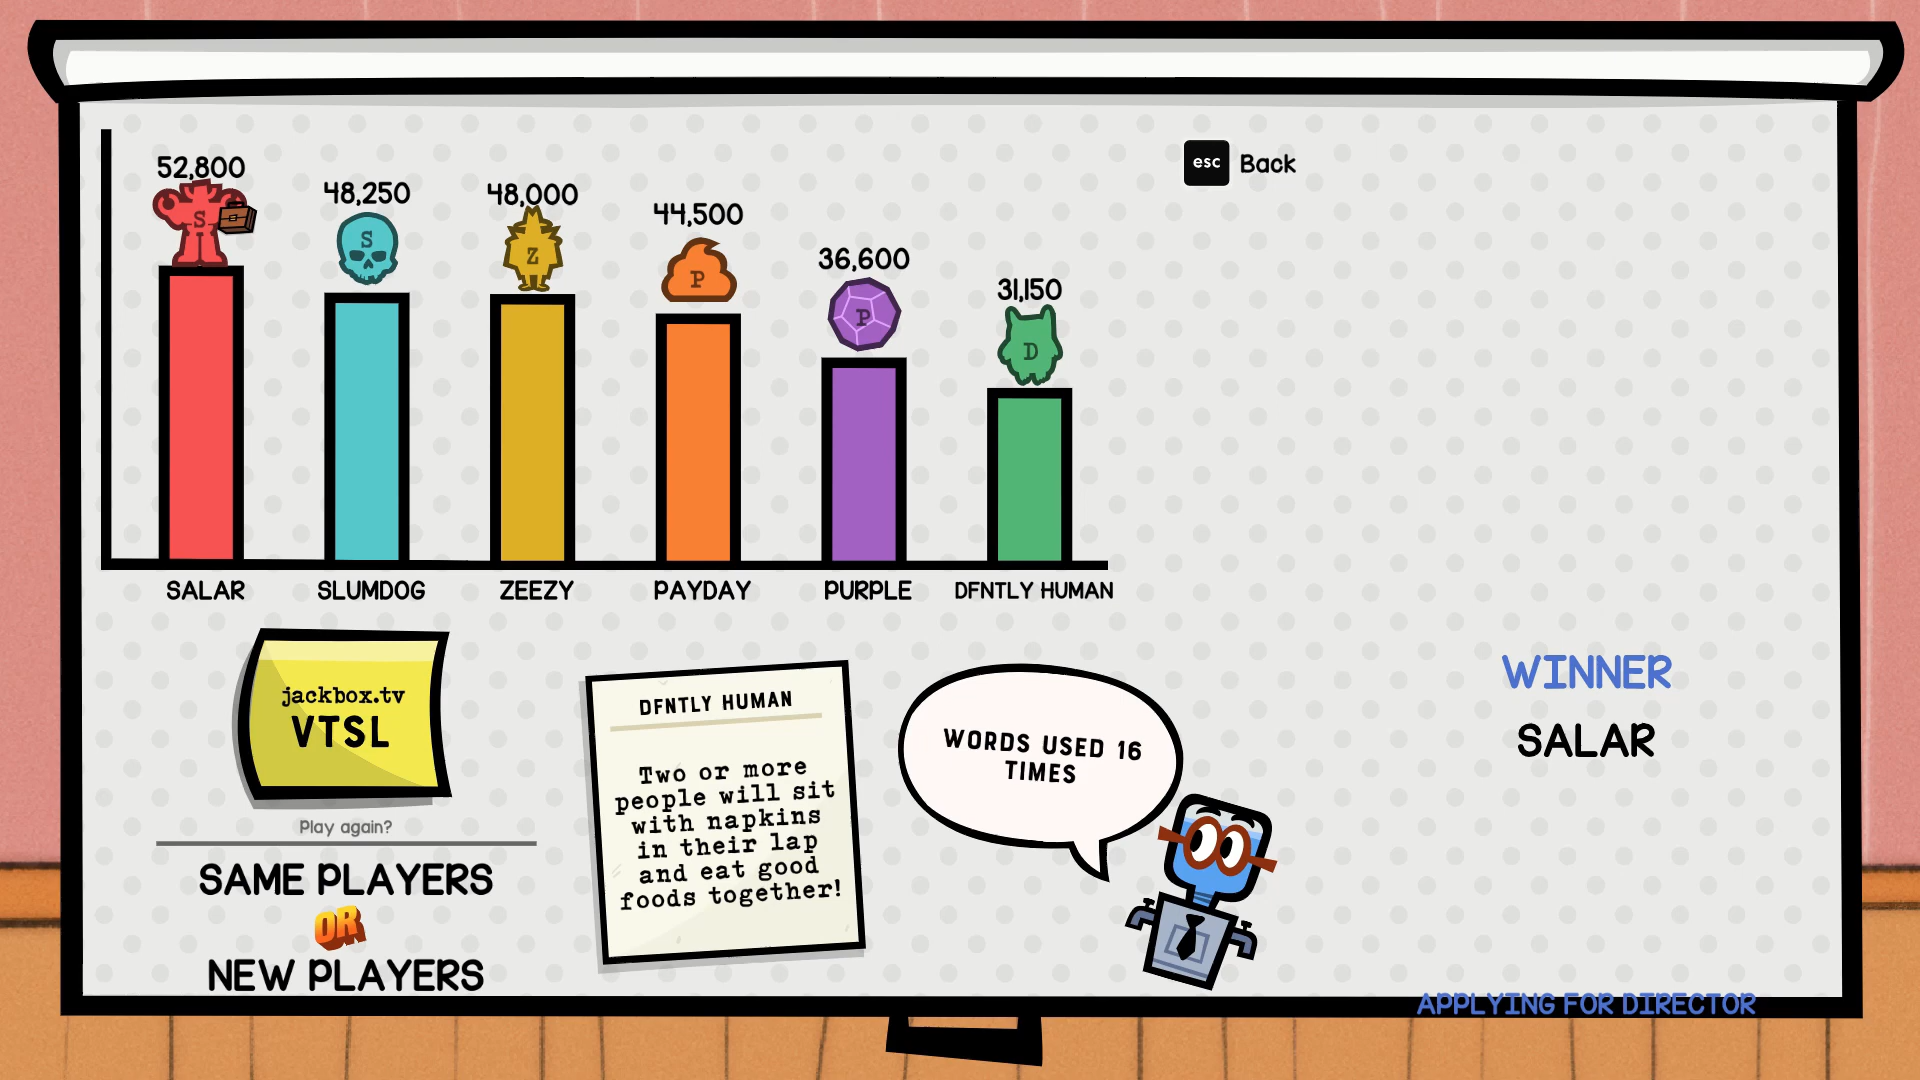 52,800
48,250
48,000
44,500
36,600
31,150
S
S
Z
P
P
D
esc Back
SALAR
SLUMDOG
ZEEZY
PAYDAY
PURPLE
DFNTLY HUMAN
jackbox.tv
VTSL
Play again?
SAME PLAYERS
OR
NEW PLAYERS
DFNTLY HUMAN
Two or more
people will sit
with napkins
in their lap
and eat good
foods together!
WORDS USED 16
TIMES
WINNER
SALAR
APPLYING FOR DIRECTOR